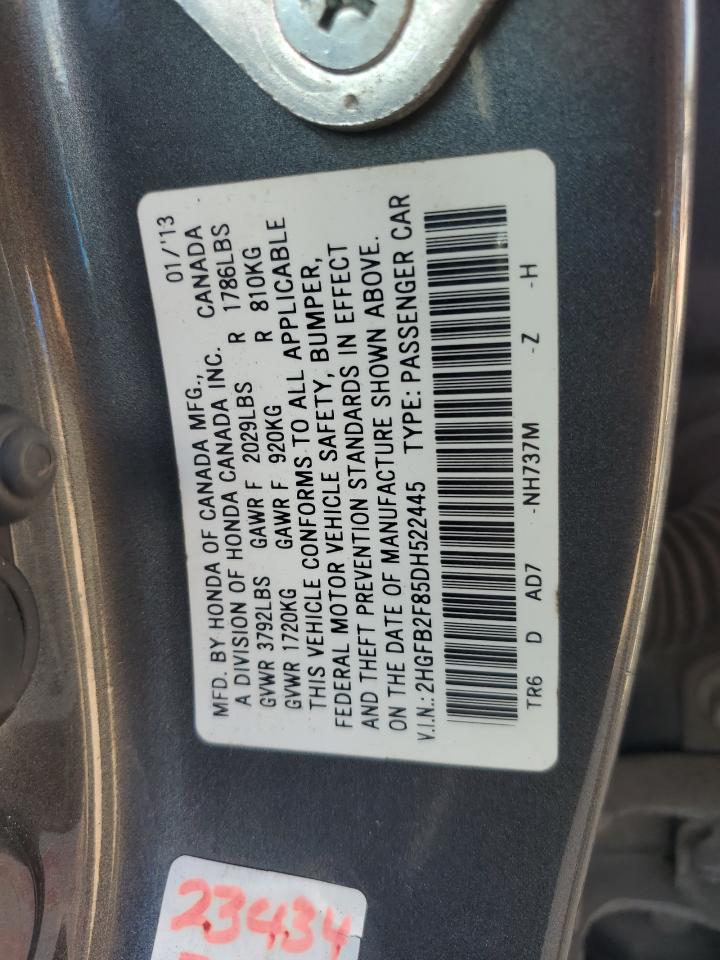 MFD. BY HONDA OF CANADA MFG., 01/'13
A DIVISION OF HONDA CANADA INC. CANADA
GVWR 3792LBS GAWR F 2029LBS R 1786LBS
GVWR 1720KG GAWR F 920KG R 810KG
THIS VEHICLE CONFORMS TO ALL APPLICABLE
FEDERAL MOTOR VEHICLE SAFETY, BUMPER,
AND THEFT PREVENTION STANDARDS IN EFFECT
ON THE DATE OF MANUFACTURE SHOWN ABOVE.
V.I.N.: 2HGFB2F85DH522445 TYPE: PASSENGER CAR
TR6 D AD7 -NH737M -Z -H
23434